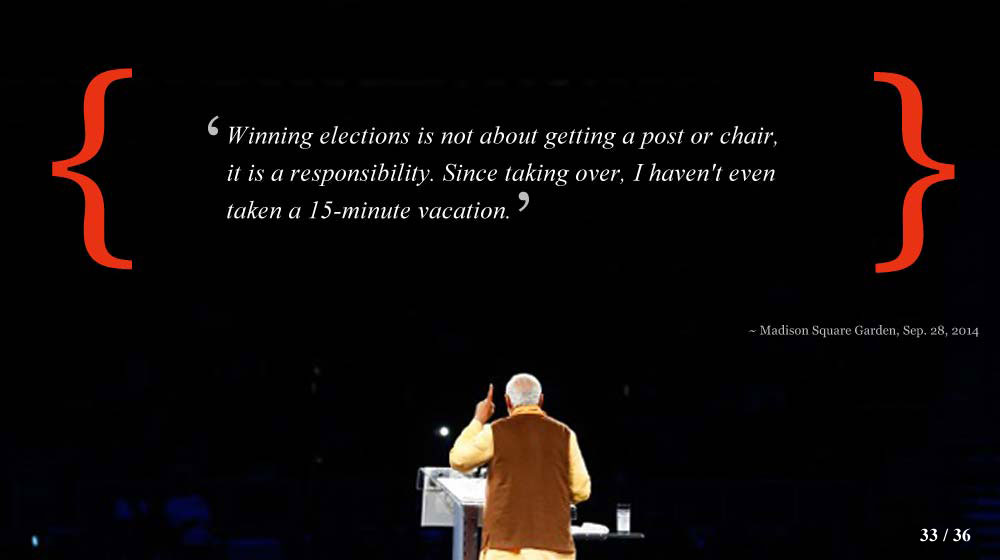 ‘ Winning elections is not about getting a post or chair,
it is a responsibility. Since taking over, I haven't even
taken a 15-minute vacation. ’
~ Madison Square Garden, Sep. 28, 2014
33 / 36